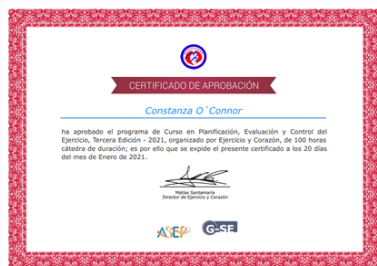 CERTIFICADO DE APROBACIÓN
Constanza O´Connor
ha aprobado el programa de Curso en Planificación, Evaluación y Control del
Ejercicio, Tercera Edición - 2021, organizado por Ejercicio y Corazón, de 100 horas
cátedra de duración; es por ello que se expide el presente certificado a los 20 días
del mes de Enero de 2021.
Matías Santamaría
Director de Ejercicio y Corazón
ASEP G-SE